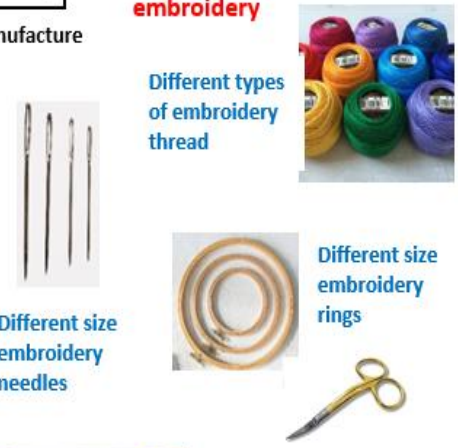 embroidery
nufacture
Different types
of embroidery
thread
Different size
embroidery
rings
Different size
embroidery
needles